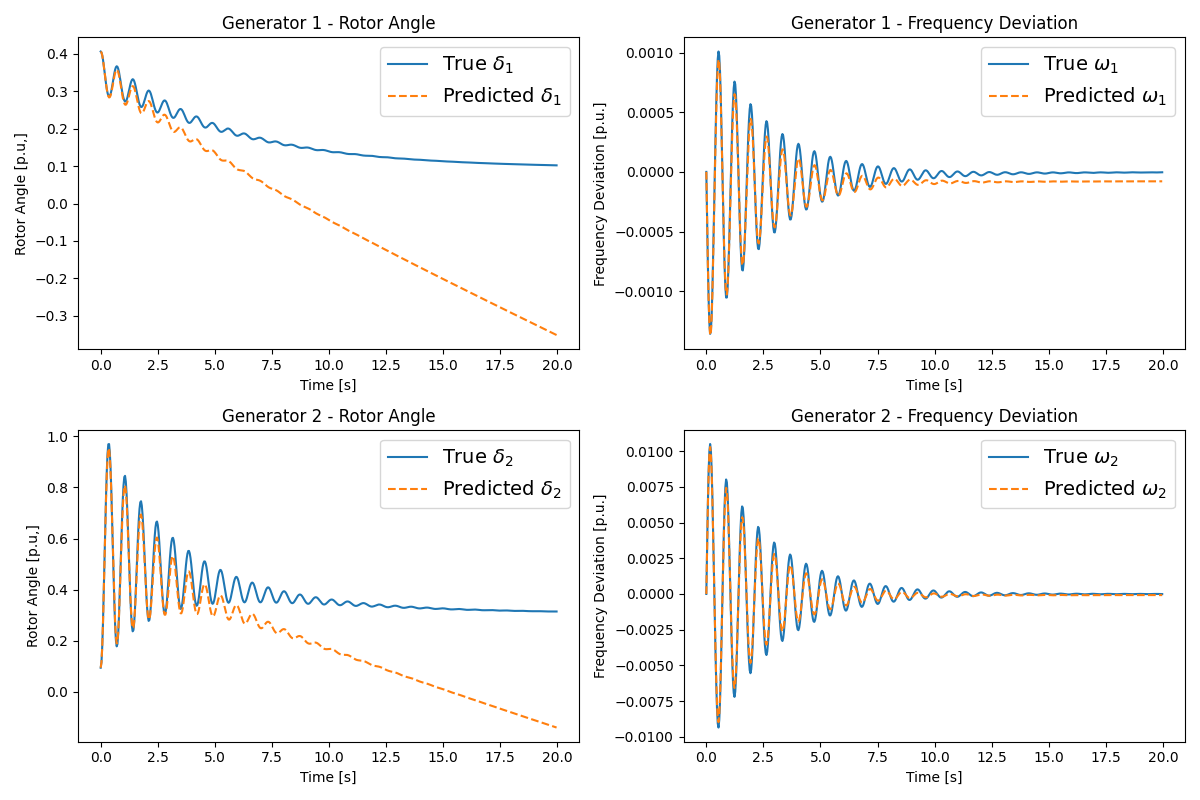 Generator 1 - Rotor Angle
Rotor Angle [p.u,]
0.4
0.3
0.2
0.1
0.0
−0.1
−0.2
−0.3
True δ1
Predicted δ1
0.0 2.5 5.0 7.5 10.0 12.5 15.0 17.5 20.0
Time [s]
Generator 1 - Frequency Deviation
Frequency Deviation [p.u.]
0.0010
0.0005
0.0000
−0.0005
−0.0010
True ω1
Predicted ω1
0.0 2.5 5.0 7.5 10.0 12.5 15.0 17.5 20.0
Time [s]
Generator 2 - Rotor Angle
Rotor Angle [p.u,]
1.0
0.8
0.6
0.4
0.2
0.0
True δ2
Predicted δ2
0.0 2.5 5.0 7.5 10.0 12.5 15.0 17.5 20.0
Time [s]
Generator 2 - Frequency Deviation
Frequency Deviation [p.u.]
0.0100
0.0075
0.0050
0.0025
0.0000
−0.0025
−0.0050
−0.0075
−0.0100
True ω2
Predicted ω2
0.0 2.5 5.0 7.5 10.0 12.5 15.0 17.5 20.0
Time [s]